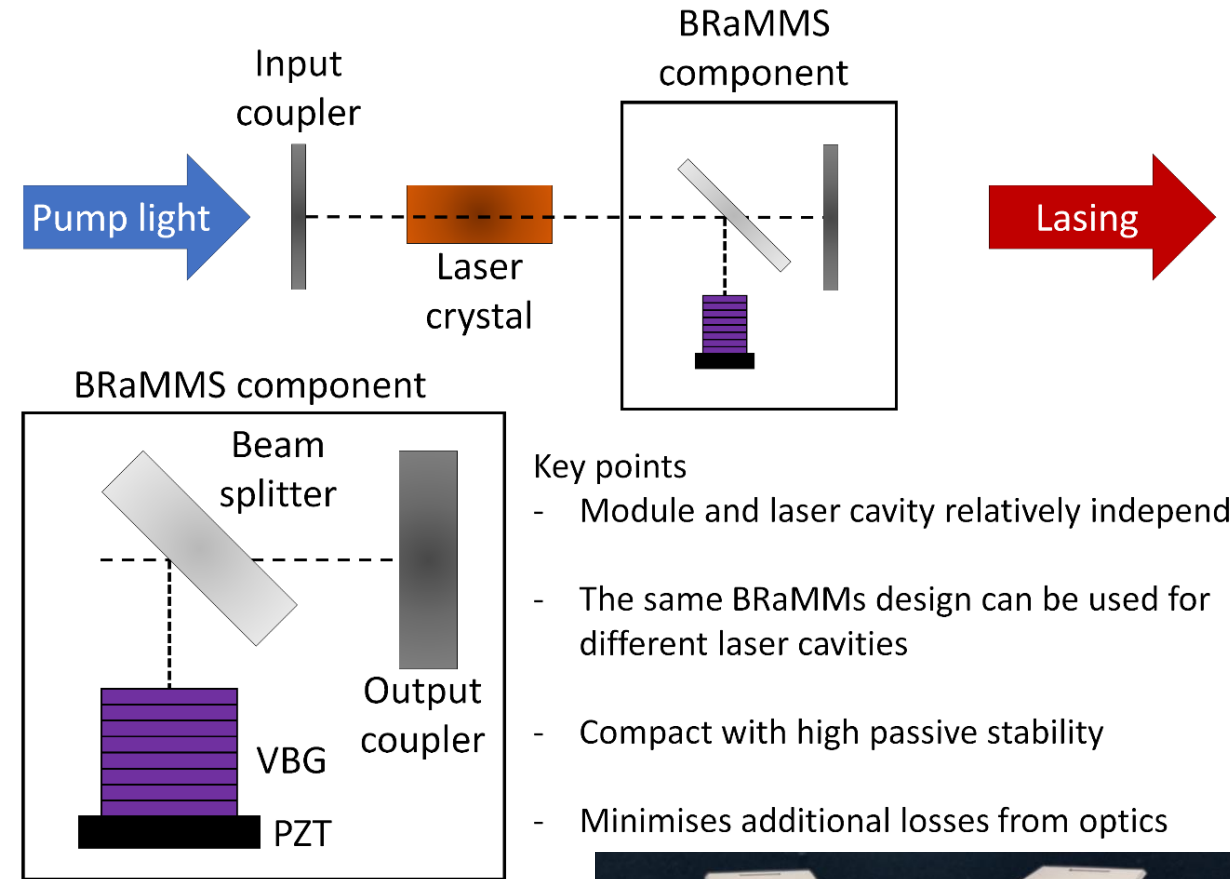 BRaMMS
component
Input
coupler
Pump light
Lasing
Laser
crystal
BRaMMS component
Beam
splitter
Output
coupler
VBG
PZT
Key points
- Module and laser cavity relatively independ
- The same BRaMMs design can be used for
different laser cavities
- Compact with high passive stability
- Minimises additional losses from optics